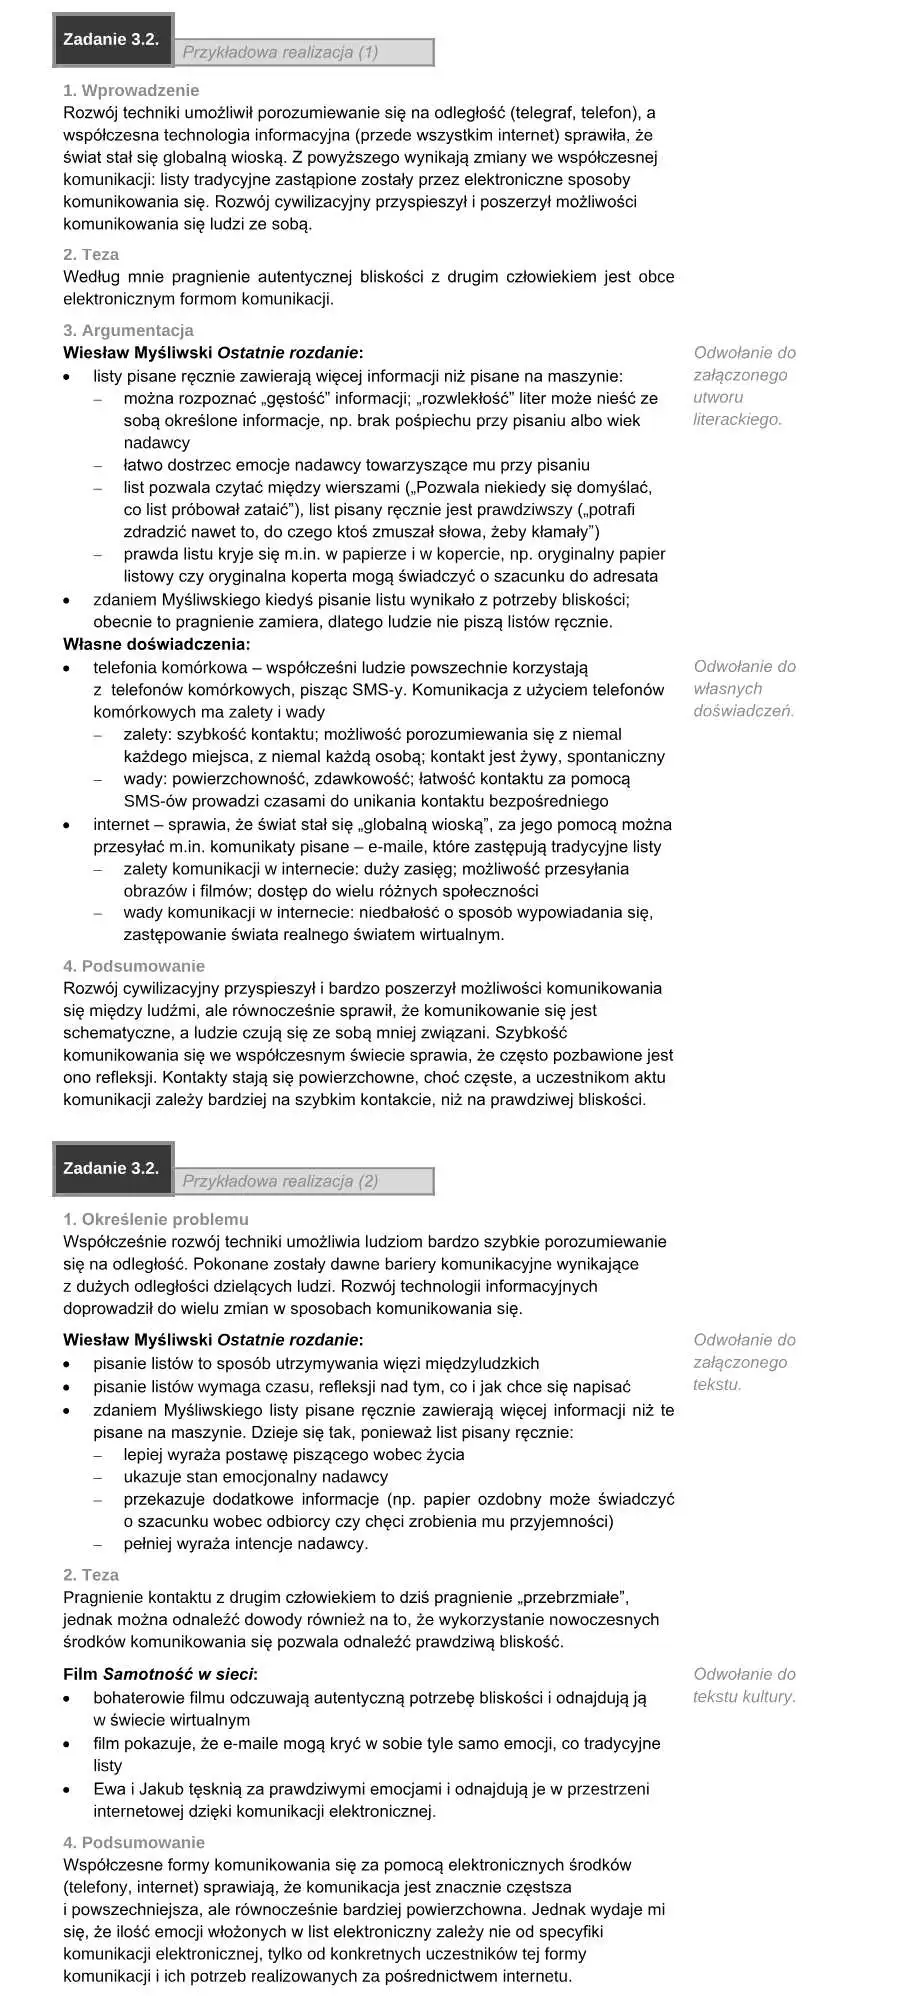 Zadanie 3.2.
Przykładowa realizacja (1)
1. Wprowadzenie
Rozwój techniki umożliwił porozumiewanie się na odległość (telegraf, telefon), a
współczesna technologia informacyjna (przede wszystkim internet) sprawiła, że
świat stał się globalną wioską. Z powyższego wynikają zmiany we współczesnej
komunikacji: listy tradycyjne zastąpione zostały przez elektroniczne sposoby
komunikowania się. Rozwój cywilizacyjny przyspieszył i poszerzył możliwości
komunikowania się ludzi ze sobą.
2. Teza
Według mnie pragnienie autentycznej bliskości z drugim człowiekiem jest obce
elektronicznym formom komunikacji.
3. Argumentacja
Wiesław Myśliwski Ostatnie rozdanie:
• listy pisane ręcznie zawierają więcej informacji niż pisane na maszynie:
– można rozpoznać „gęstość” informacji; „rozwlekłość” liter może nieść ze
sobą określone informacje, np. brak pośpiechu przy pisaniu albo wiek
nadawcy
– łatwo dostrzec emocje nadawcy towarzyszące mu przy pisaniu
– list pozwala czytać między wierszami („Pozwala niekiedy się domyślać,
co list próbował zataić”), list pisany ręcznie jest prawdziwszy („potrafi
zdradzić nawet to, do czego ktoś zmuszał słowa, żeby kłamały”)
– prawda listu kryje się m.in. w papierze i w kopercie, np. oryginalny papier
listowy czy oryginalna koperta mogą świadczyć o szacunku do adresata
• zdaniem Myśliwskiego kiedyś pisanie listu wynikało z potrzeby bliskości;
obecnie to pragnienie zamiera, dlatego ludzie nie piszą listów ręcznie.
Odwołanie do
załączonego
utworu
literackiego.
Własne doświadczenia:
• telefonia komórkowa – współcześni ludzie powszechnie korzystają
z telefonów komórkowych, pisząc SMS-y. Komunikacja z użyciem telefonów
komórkowych ma zalety i wady
– zalety: szybkość kontaktu; możliwość porozumiewania się z niemal
każdego miejsca, z niemal każdą osobą; kontakt jest żywy, spontaniczny
– wady: powierzchowność, zdawkowość; łatwość kontaktu za pomocą
SMS-ów prowadzi czasami do unikania kontaktu bezpośredniego
• internet – sprawia, że świat stał się „globalną wioską”, za jego pomocą można
przesyłać m.in. komunikaty pisane – e-maile, które zastępują tradycyjne listy
– zalety komunikacji w internecie: duży zasięg; możliwość przesyłania
obrazów i filmów; dostęp do wielu różnych społeczności
– wady komunikacji w internecie: niedbałość o sposób wypowiadania się,
zastępowanie świata realnego światem wirtualnym.
Odwołanie do
własnych
doświadczeń.
4. Podsumowanie
Rozwój cywilizacyjny przyspieszył i bardzo poszerzył możliwości komunikowania
się między ludźmi, ale równocześnie sprawił, że komunikowanie się jest
schematyczne, a ludzie czują się ze sobą mniej związani. Szybkość
komunikowania się we współczesnym świecie sprawia, że często pozbawione jest
ono refleksji. Kontakty stają się powierzchowne, choć częste, a uczestnikom aktu
komunikacji zależy bardziej na szybkim kontakcie, niż na prawdziwej bliskości.
Zadanie 3.2.
Przykładowa realizacja (2)
1. Określenie problemu
Współcześnie rozwój techniki umożliwia ludziom bardzo szybkie porozumiewanie
się na odległość. Pokonane zostały dawne bariery komunikacyjne wynikające
z dużych odległości dzielących ludzi. Rozwój technologii informacyjnych
doprowadził do wielu zmian w sposobach komunikowania się.
Wiesław Myśliwski Ostatnie rozdanie:
• pisanie listów to sposób utrzymywania więzi międzyludzkich
• pisanie listów wymaga czasu, refleksji nad tym, co i jak chce się napisać
• zdaniem Myśliwskiego listy pisane ręcznie zawierają więcej informacji niż te
pisane na maszynie. Dzieje się tak, ponieważ list pisany ręcznie:
– lepiej wyraża postawę piszącego wobec życia
– ukazuje stan emocjonalny nadawcy
– przekazuje dodatkowe informacje (np. papier ozdobny może świadczyć
o szacunku wobec odbiorcy czy chęci zrobienia mu przyjemności)
– pełniej wyraża intencje nadawcy.
Odwołanie do
załączonego
tekstu.
2. Teza
Pragnienie kontaktu z drugim człowiekiem to dziś pragnienie „przebrzmiałe”,
jednak można odnaleźć dowody również na to, że wykorzystanie nowoczesnych
środków komunikowania się pozwala odnaleźć prawdziwą bliskość.
Film Samotność w sieci:
• bohaterowie filmu odczuwają autentyczną potrzebę bliskości i odnajdują ją
w świecie wirtualnym
• film pokazuje, że e-maile mogą kryć w sobie tyle samo emocji, co tradycyjne
listy
• Ewa i Jakub tęsknią za prawdziwymi emocjami i odnajdują je w przestrzeni
internetowej dzięki komunikacji elektronicznej.
Odwołanie do
tekstu kultury.
4. Podsumowanie
Współczesne formy komunikowania się za pomocą elektronicznych środków
(telefony, internet) sprawiają, że komunikacja jest znacznie częstsza
i powszechniejsza, ale równocześnie bardziej powierzchowna. Jednak wydaje mi
się, że ilość emocji włożonych w list elektroniczny zależy nie od specyfiki
komunikacji elektronicznej, tylko od konkretnych uczestników tej formy
komunikacji i ich potrzeb realizowanych za pośrednictwem internetu.